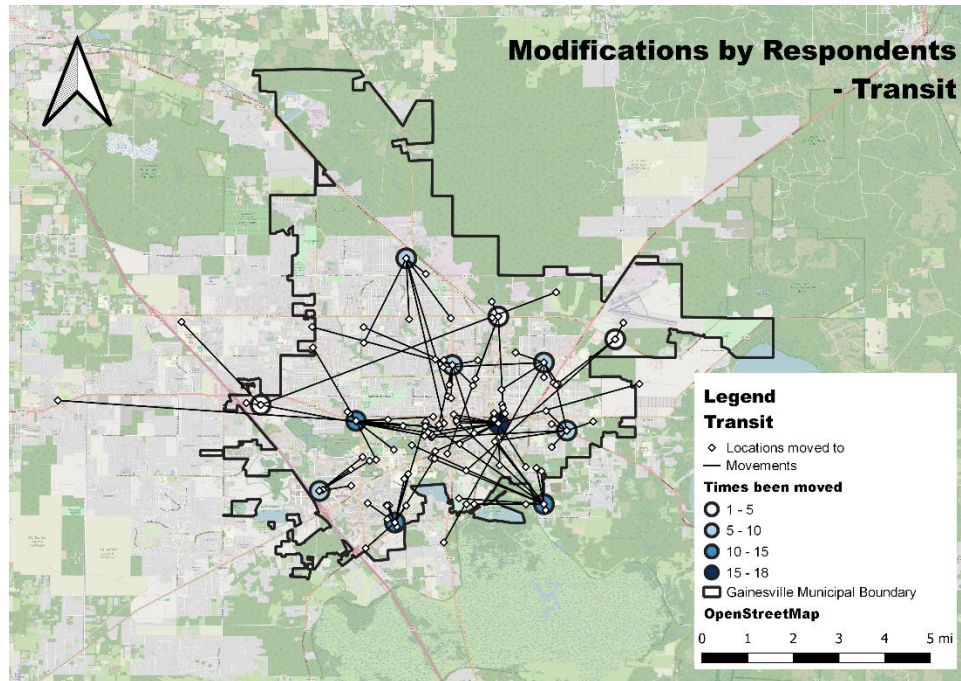 Modifications by Respondents
- Transit
Legend
Transit
Locations moved to
Movements
Times been moved
1 - 5
5 - 10
10 - 15
15 - 18
Gainesville Municipal Boundary
OpenStreetMap
0 1 2 3 4 5 mi